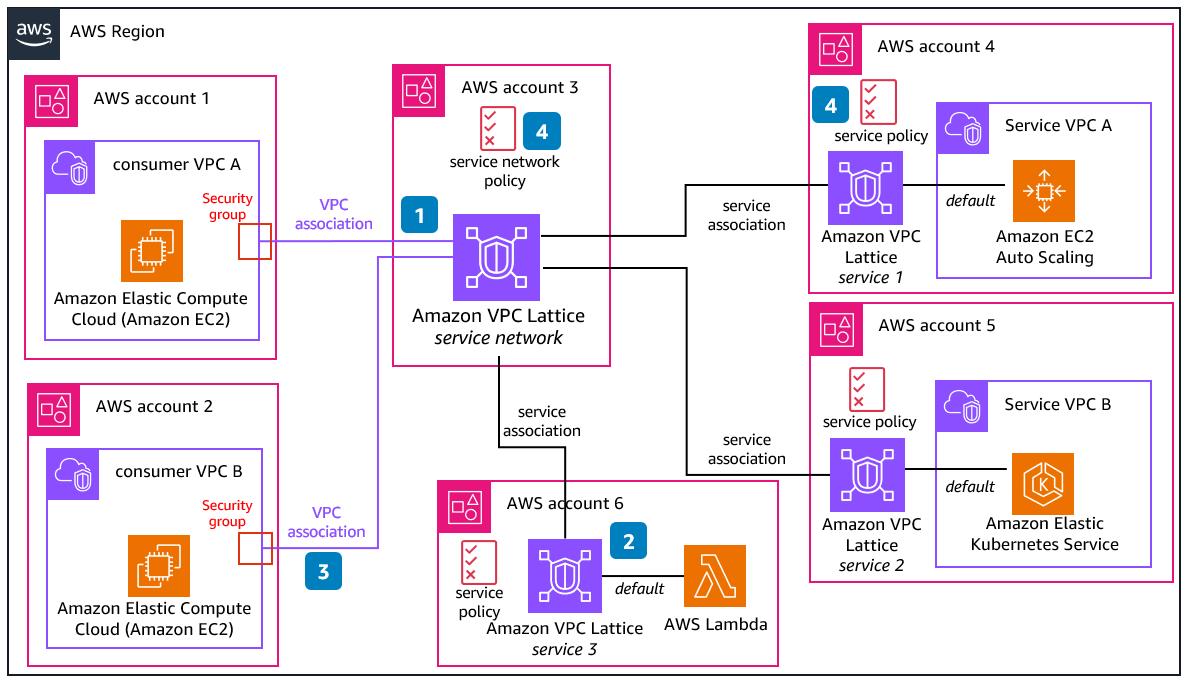 aws
AWS Region
AWS account 1
consumer VPC A
Security
group
Amazon Elastic Compute
Cloud (Amazon EC2)
VPC
association
AWS account 2
consumer VPC B
Security
group
Amazon Elastic Compute
Cloud (Amazon EC2)
VPC
association
3
AWS account 3
4
service network
policy
1
Amazon VPC Lattice
service network
service
association
service
association
service
association
AWS account 4
4
service policy
Amazon VPC
Lattice
service 1
default
Service VPC A
Amazon EC2
Auto Scaling
AWS account 5
service policy
Amazon VPC
Lattice
service 2
default
Service VPC B
K
Amazon Elastic
Kubernetes Service
AWS account 6
service
policy
2
Amazon VPC Lattice
service 3
default
AWS Lambda